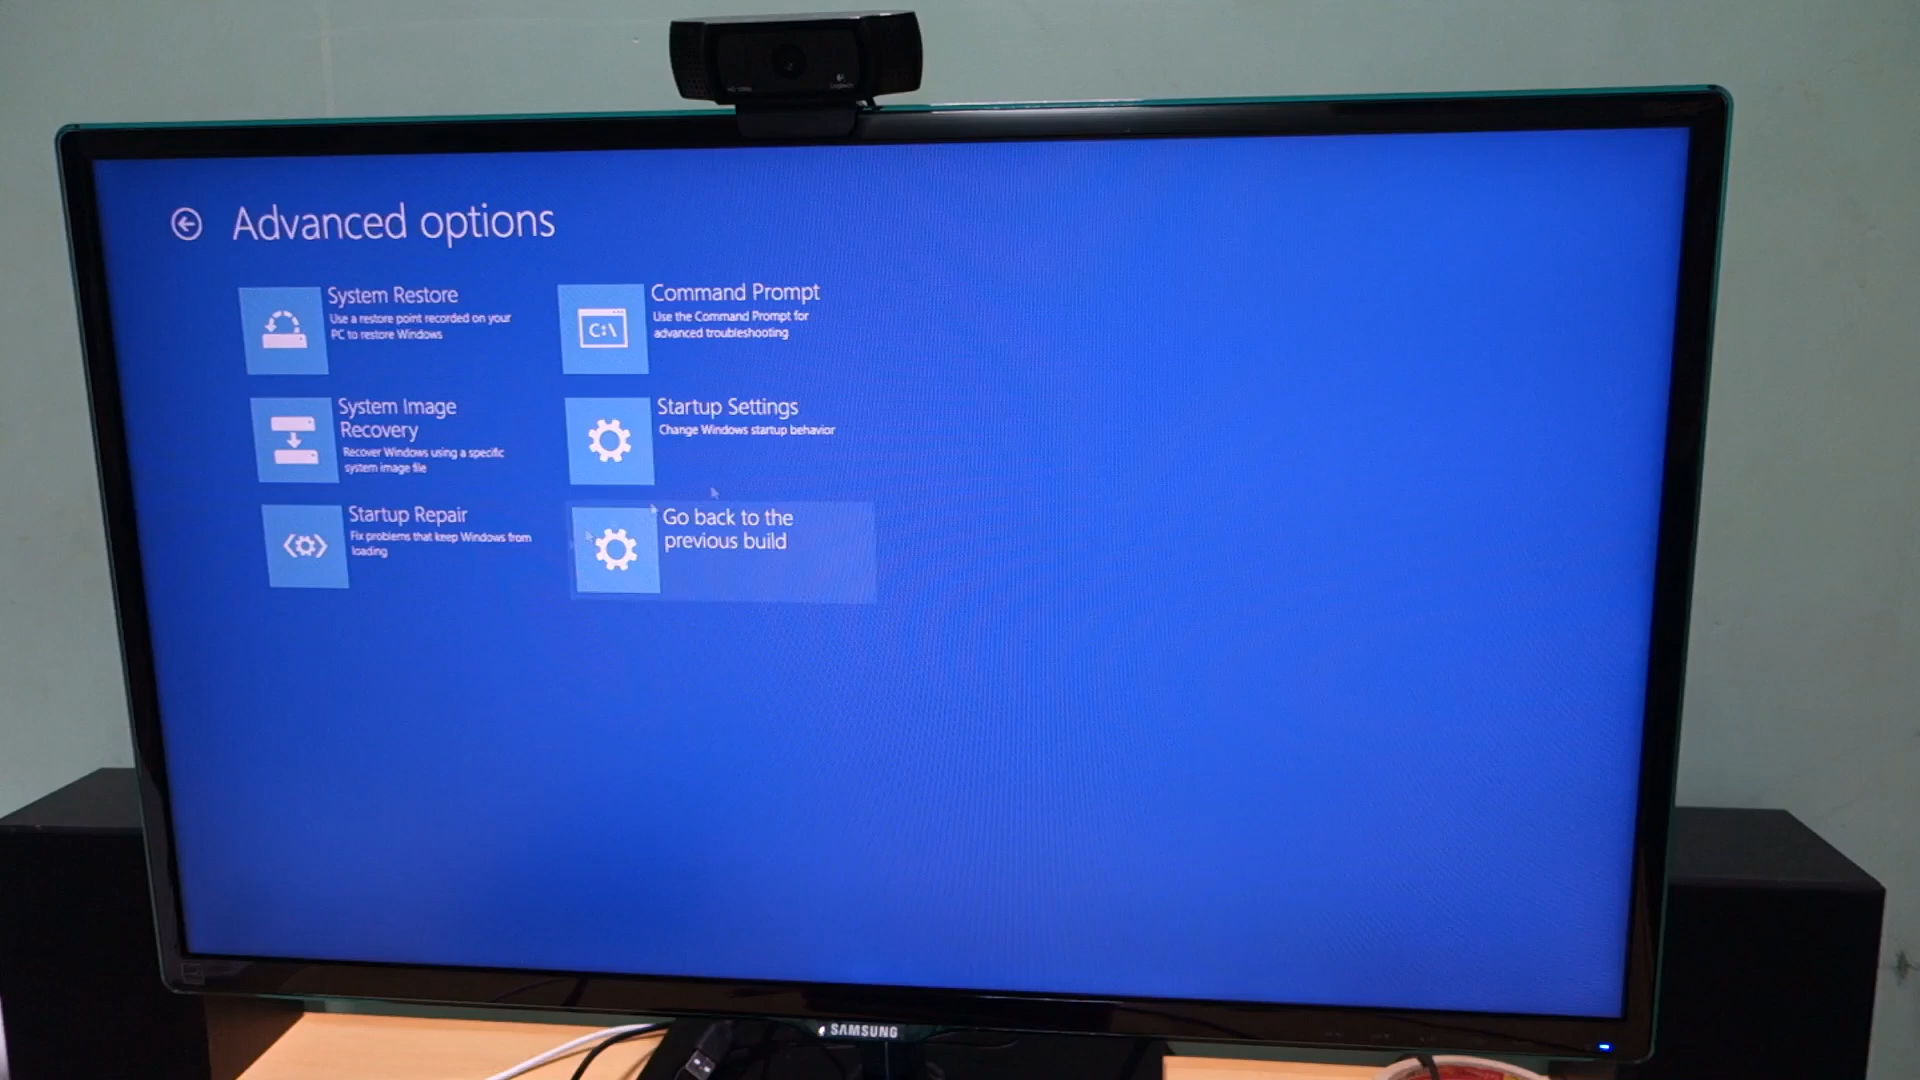 Logitech
Advanced options
System Restore
Use a restore point recorded on your
PC to restore Windows
Command Prompt
Use the Command Prompt for
advanced troubleshooting
C:\
System Image
Recovery
Recover Windows using a specific
system image file
Startup Settings
Change Windows startup behavior
Startup Repair
Fix problems that keep Windows from
loading
Go back to the
previous build
SAMSUNG